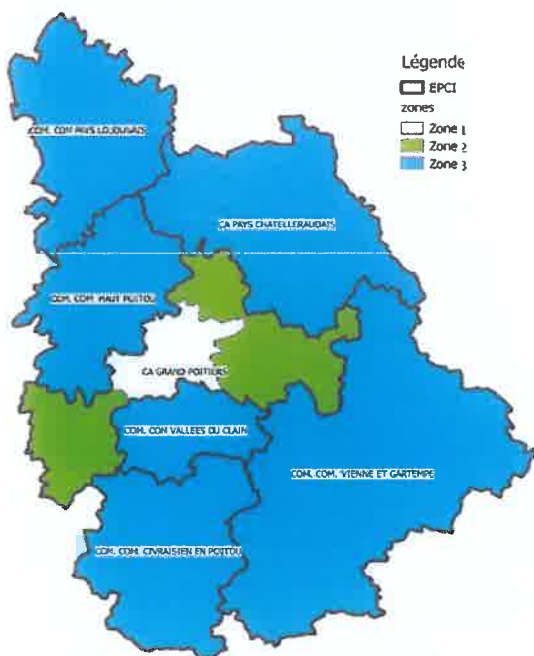 Légende
EPCI
zones
Zone 1
Zone 2
Zone 3
COM. COM PAYS LOUDUNAIS
CA PAYS CHATELLERAUDAIS
COM. COM. HAUT POITOU
CA GRAND POITIERS
COM. COM VALLEES DU CLAIN
COM. COM. VIENNE ET GARTEMPE
COM. COM. CIVRAISIEN EN POITOU